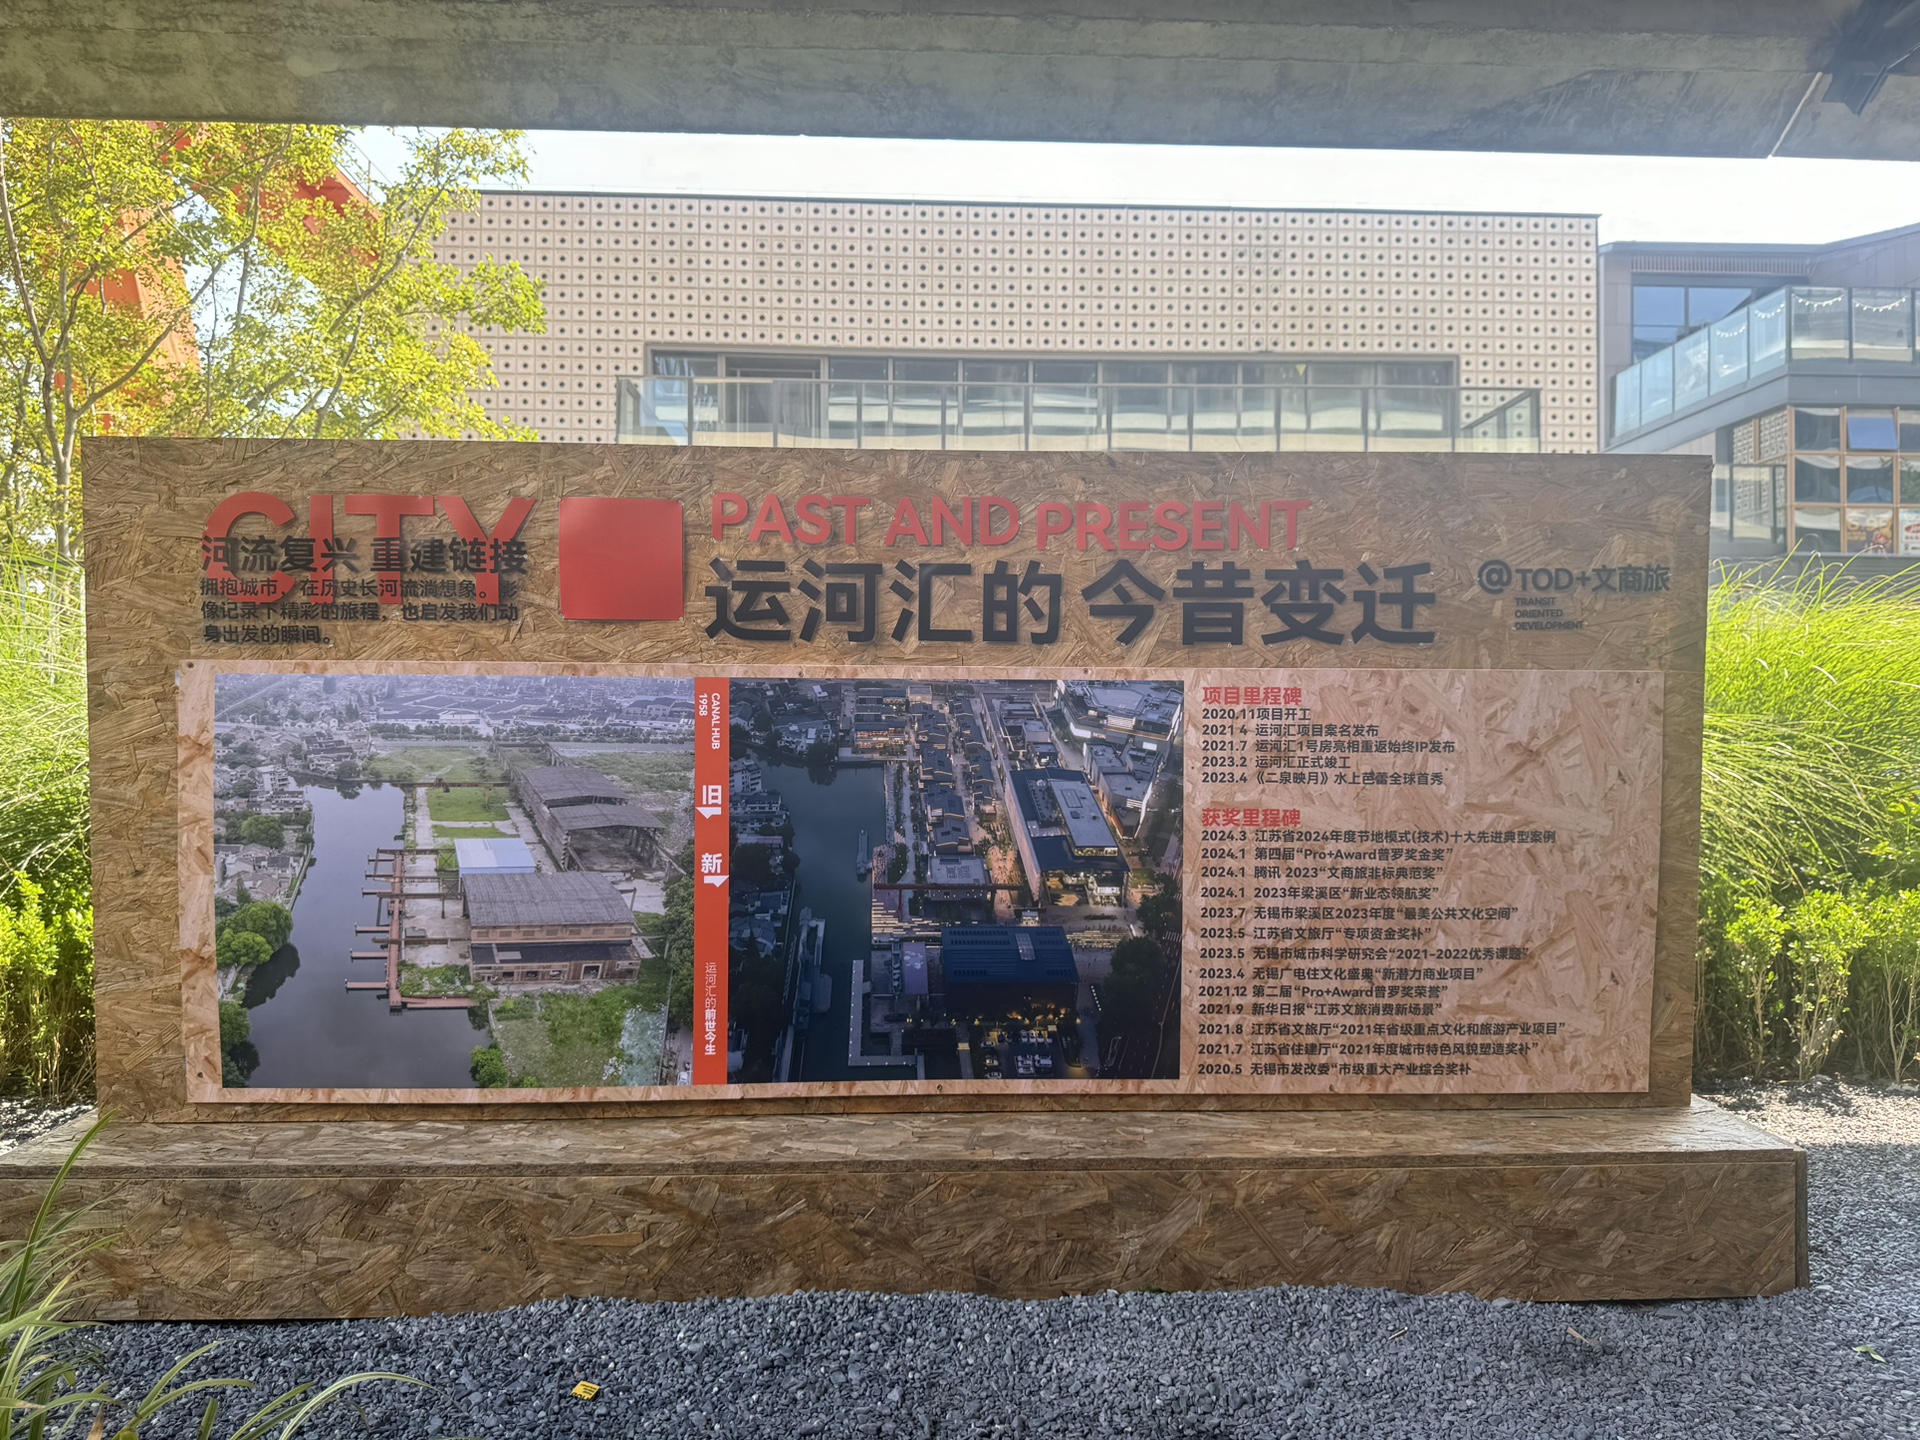 CITY
河流复兴 重建链接
拥抱城市，在历史长河流淌想象。影
像记录下精彩的旅程，也启发我们动
身出发的瞬间。
PAST AND PRESENT
运河汇的 今昔变迁
@TOD+文商旅
TRANSIT
ORIENTED
DEVELOPMENT
CANAL HUB
1958
旧
新
运河汇的前世今生
项目里程碑
2020.11项目开工
2021 4 运河汇项目案名发布
2021.7 运河汇1号房亮相重返始终IP发布
2023.2 运河汇正式竣工
2023.4 《二泉映月》水上芭蕾全球首秀
获奖里程碑
2024.3 江苏省2024年度节地模式(技术)十大先进典型案例
2024.1 第四届“Pro+Award普罗奖金奖”
2024.1 腾讯 2023“文商旅非标典范奖”
2024.1 2023年梁溪区“新业态领航奖”
2023.7 无锡市梁溪区2023年度“最美公共文化空间”
2023.5 江苏省文旅厅“专项资金奖补”
2023.5 无锡市城市科学研究会“2021-2022优秀课题”
2023.4 无锡广电住文化盛典“新潜力商业项目”
2021.12 第二届“Pro+Award普罗奖荣誉”
2021.9 新华日报“江苏文旅消费新场景”
2021.8 江苏省文旅厅“2021年省级重点文化和旅游产业项目”
2021.7 江苏省住建厅“2021年度城市特色风貌塑造奖补”
2020.5 无锡市发改委“市级重大产业综合奖补